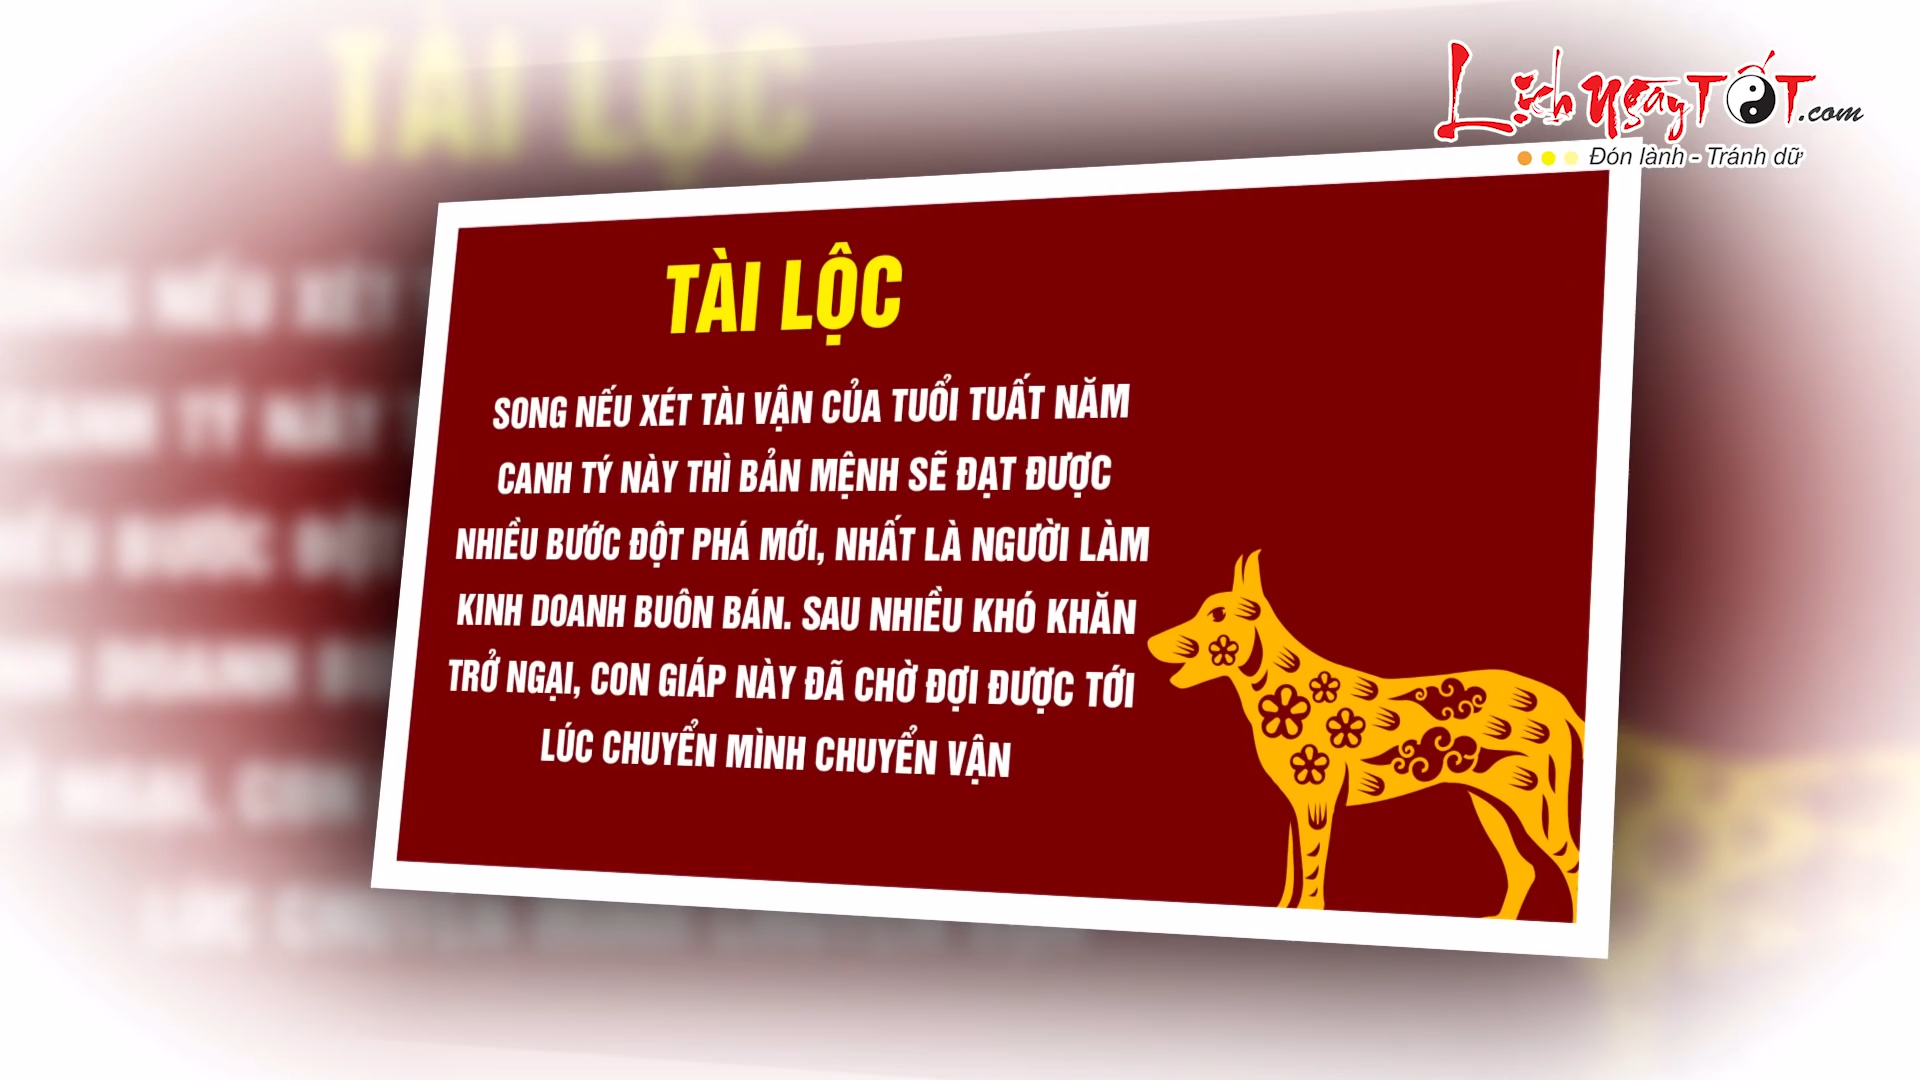 Lịch ngày TỐT.com
Đón lành - Tránh dữ
TÀI LỘC
SONG NẾU XÉT TÀI VẬN CỦA TUỔI TUẤT NĂM
CANH TÝ NÀY THÌ BẢN MỆNH SẼ ĐẠT ĐƯỢC
NHIỀU BƯỚC ĐỘT PHÁ MỚI, NHẤT LÀ NGƯỜI LÀM
KINH DOANH BUÔN BÁN. SAU NHIỀU KHÓ KHĂN
TRỞ NGẠI, CON GIÁP NÀY ĐÃ CHỜ ĐỢI ĐƯỢC TỚI
LÚC CHUYỂN MÌNH CHUYỂN VẬN